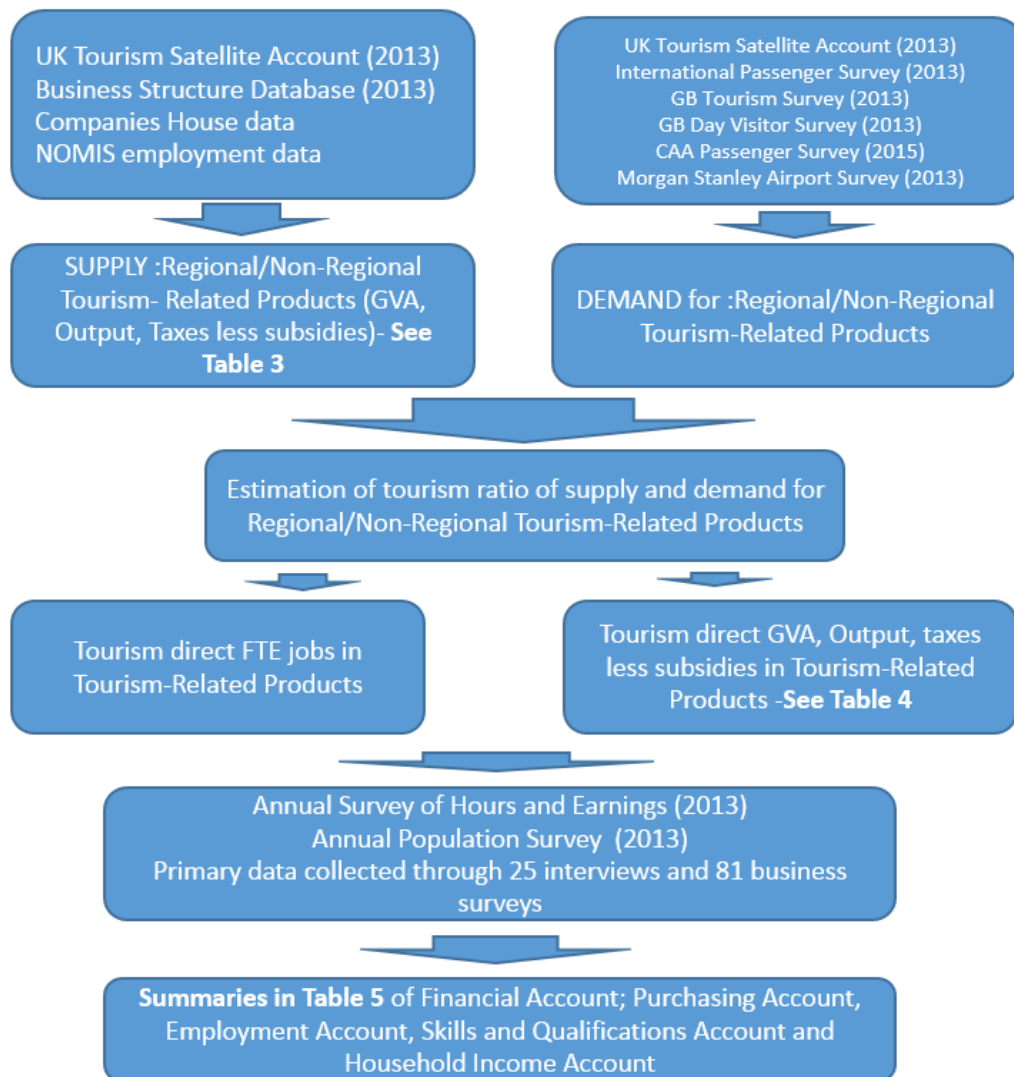 UK Tourism Satellite Account (2013)
Business Structure Database (2013)
Companies House data
NOMIS employment data
UK Tourism Satellite Account (2013)
International Passenger Survey (2013)
GB Tourism Survey (2013)
GB Day Visitor Survey (2013)
CAA Passenger Survey (2015)
Morgan Stanley Airport Survey (2013)
SUPPLY :Regional/Non-Regional
Tourism- Related Products (GVA,
Output, Taxes less subsidies)- See
Table 3
DEMAND for :Regional/Non-Regional
Tourism-Related Products
Estimation of tourism ratio of supply and demand for
Regional/Non-Regional Tourism-Related Products
Tourism direct FTE jobs in
Tourism-Related Products
Tourism direct GVA, Output, taxes
less subsidies in Tourism-Related
Products -See Table 4
Annual Survey of Hours and Earnings (2013)
Annual Population Survey (2013)
Primary data collected through 25 interviews and 81 business
surveys
Summaries in Table 5 of Financial Account; Purchasing Account,
Employment Account, Skills and Qualifications Account and
Household Income Account